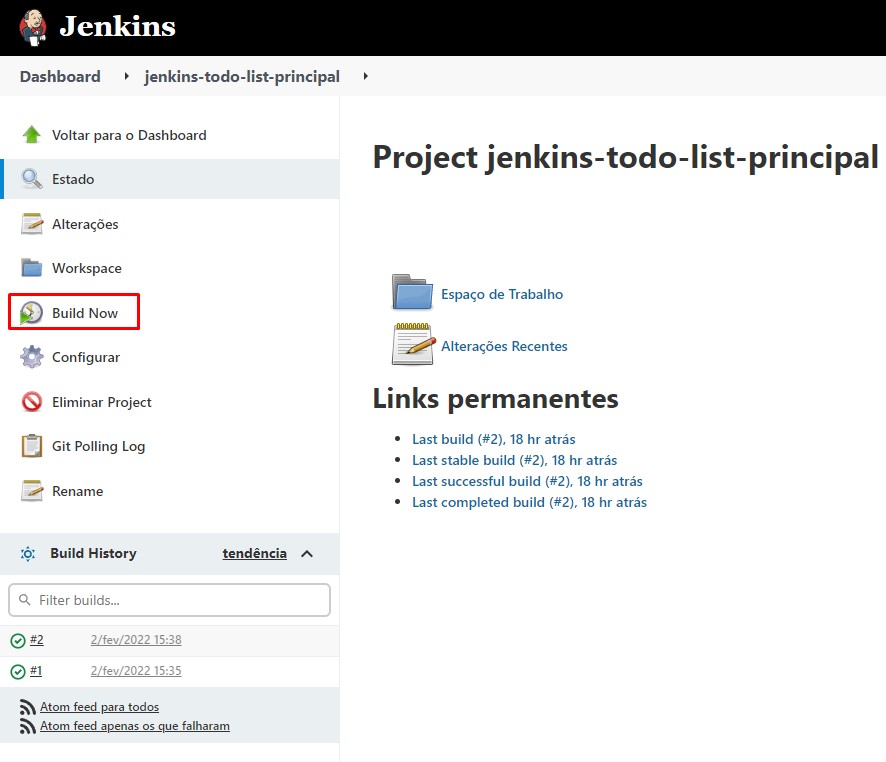 Jenkins
Dashboard
jenkins-todo-list-principal
Voltar para o Dashboard
Estado
Alterações
Workspace
Build Now
Configurar
Eliminar Project
Git Polling Log
Rename
Build History tendência
Filter builds...
#2 2/fev/2022 15:38
#1 2/fev/2022 15:35
Atom feed para todos
Atom feed apenas os que falharam
Project jenkins-todo-list-principal
Espaço de Trabalho
Alterações Recentes
Links permanentes
Last build (#2), 18 hr atrás
Last stable build (#2), 18 hr atrás
Last successful build (#2), 18 hr atrás
Last completed build (#2), 18 hr atrás